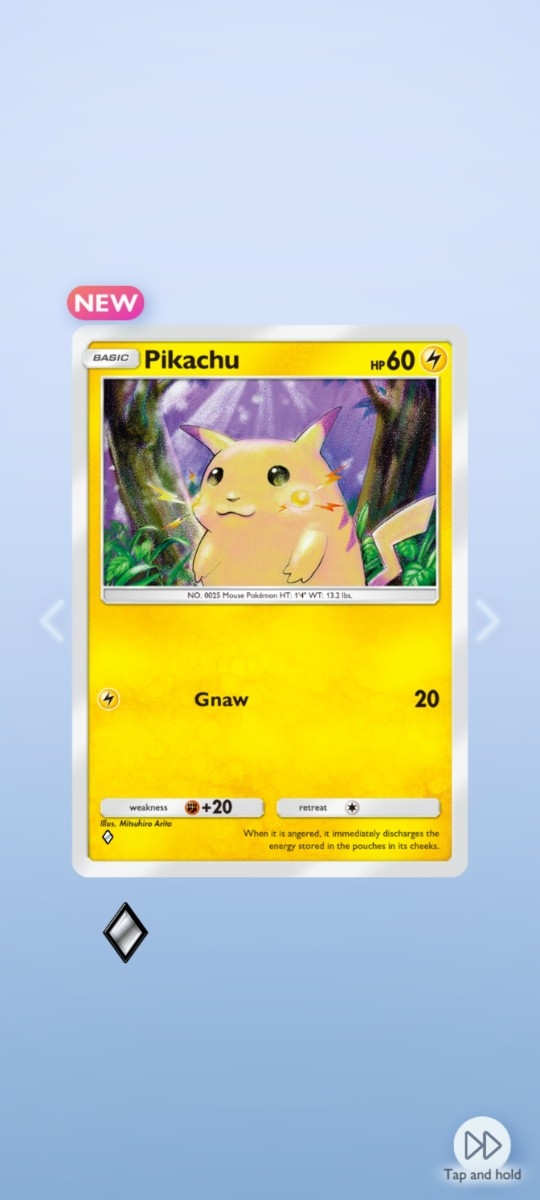 NEW
BASIC Pikachu HP 60
NO. 0025 Mouse Pokémon HT: 1'4" WT: 13.2 lbs.
Gnaw 20
weakness +20 retreat
Illus. Mitsuhiro Arita
When it is angered, it immediately discharges the
energy stored in the pouches in its cheeks.
Tap and hold